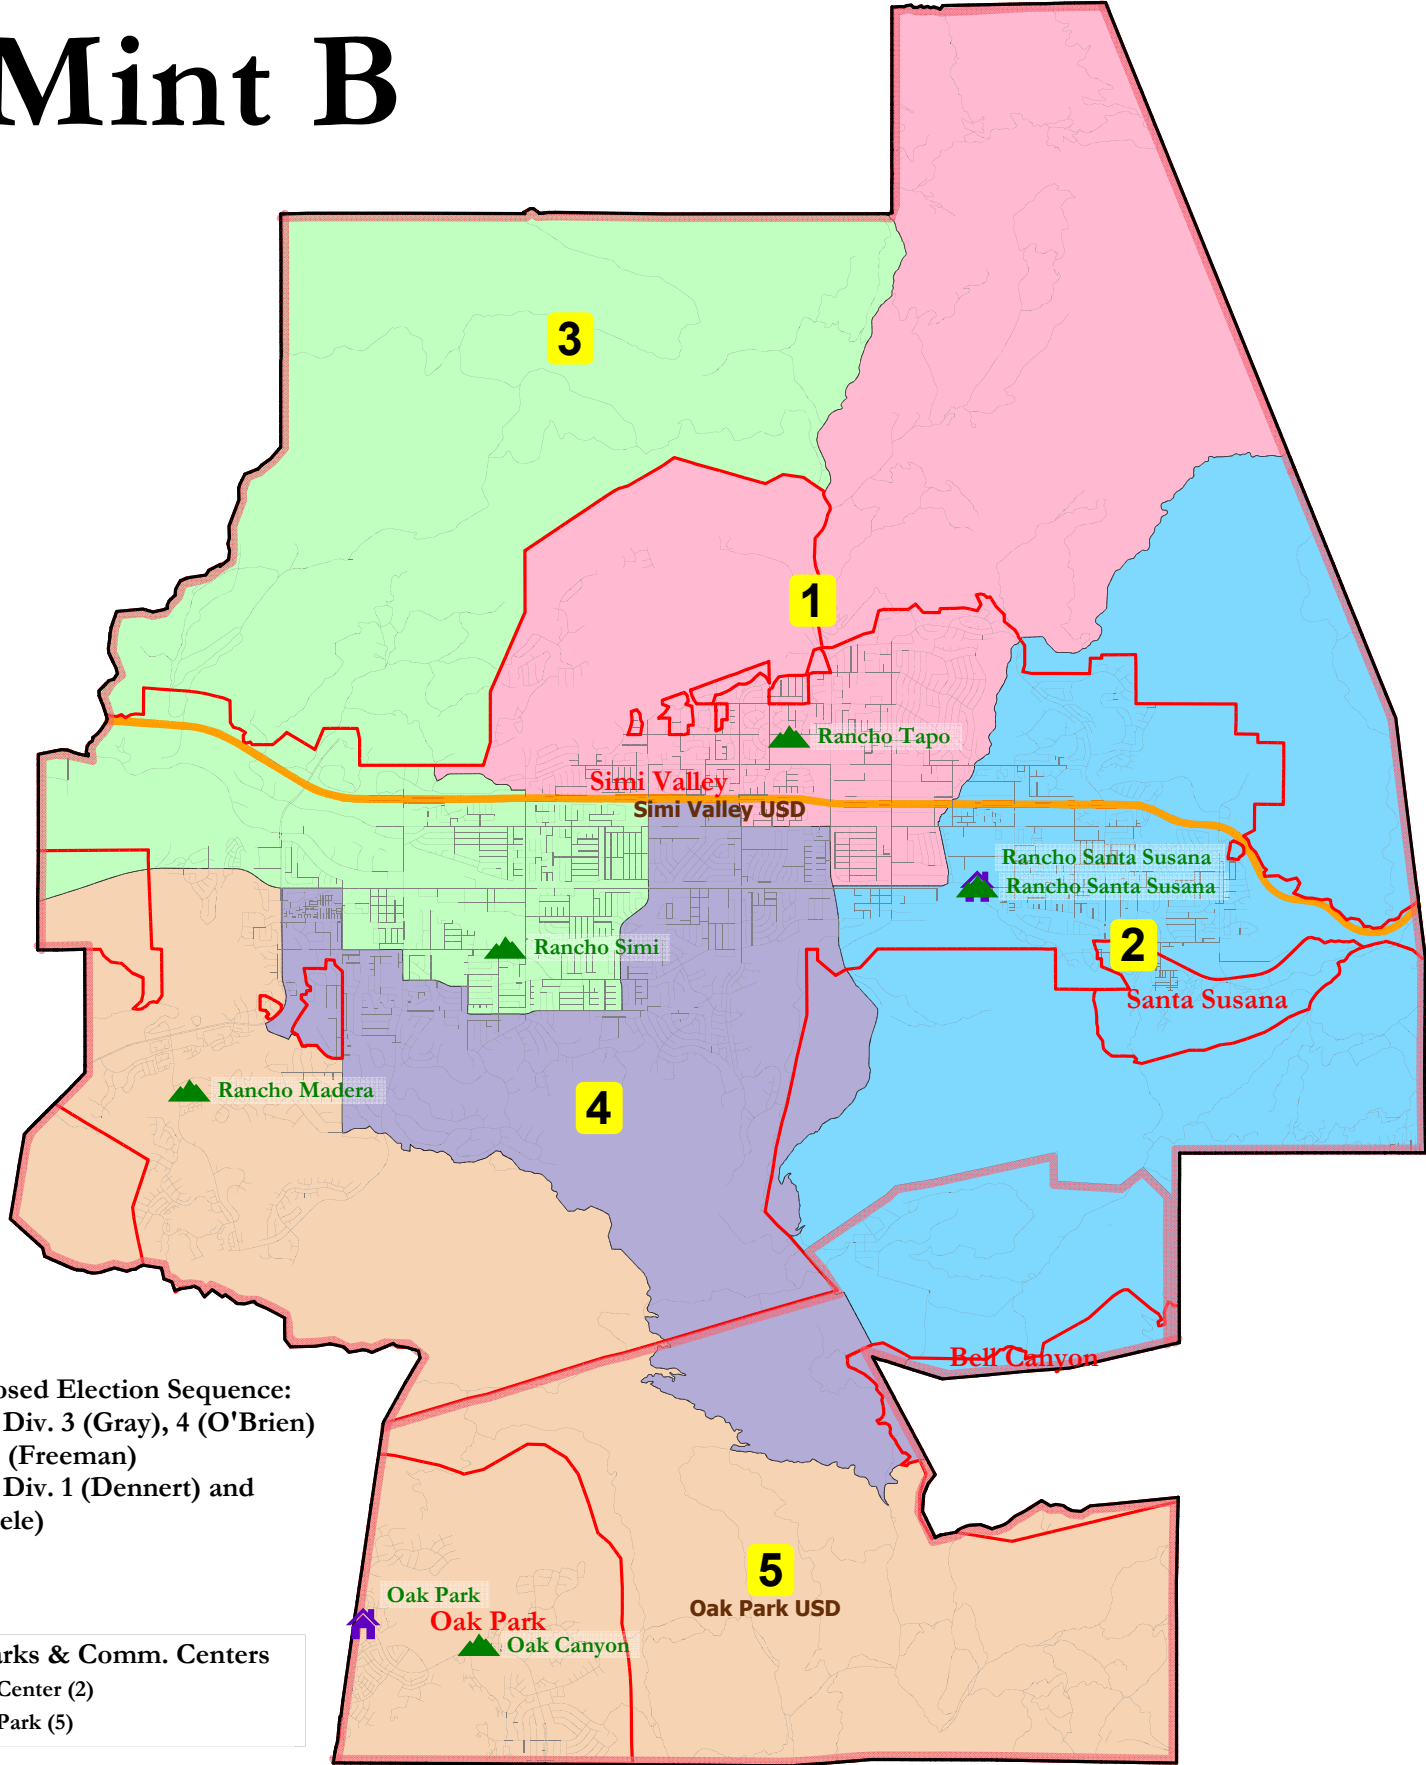 Mint B
3
1
Rancho Tapo
Simi Valley
Simi Valley USD
Rancho Santa Susana
Rancho Santa Susana
2
Rancho Simi
Santa Susana
Rancho Madera
4
Bell Canyon
osed Election Sequence:
Div. 3 (Gray), 4 (O'Brien)
(Freeman)
Div. 1 (Dennert) and
ele)
5
Oak Park USD
Oak Park
Oak Park
Oak Canyon
arks & Comm. Centers
Center (2)
Park (5)